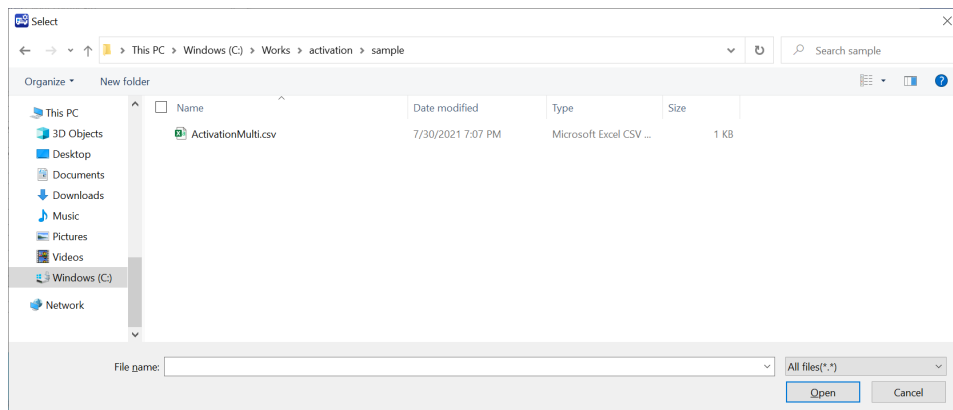 Select
This PC > Windows (C:) > Works > activation > sample
Search sample
Organize
New folder
This PC
3D Objects
Desktop
Documents
Downloads
Music
Pictures
Videos
Windows (C:)
Network
Name Date modified Type Size
ActivationMulti.csv 7/30/2021 7:07 PM Microsoft Excel CSV ... 1 KB
File name:
All files(*.*)
Open Cancel